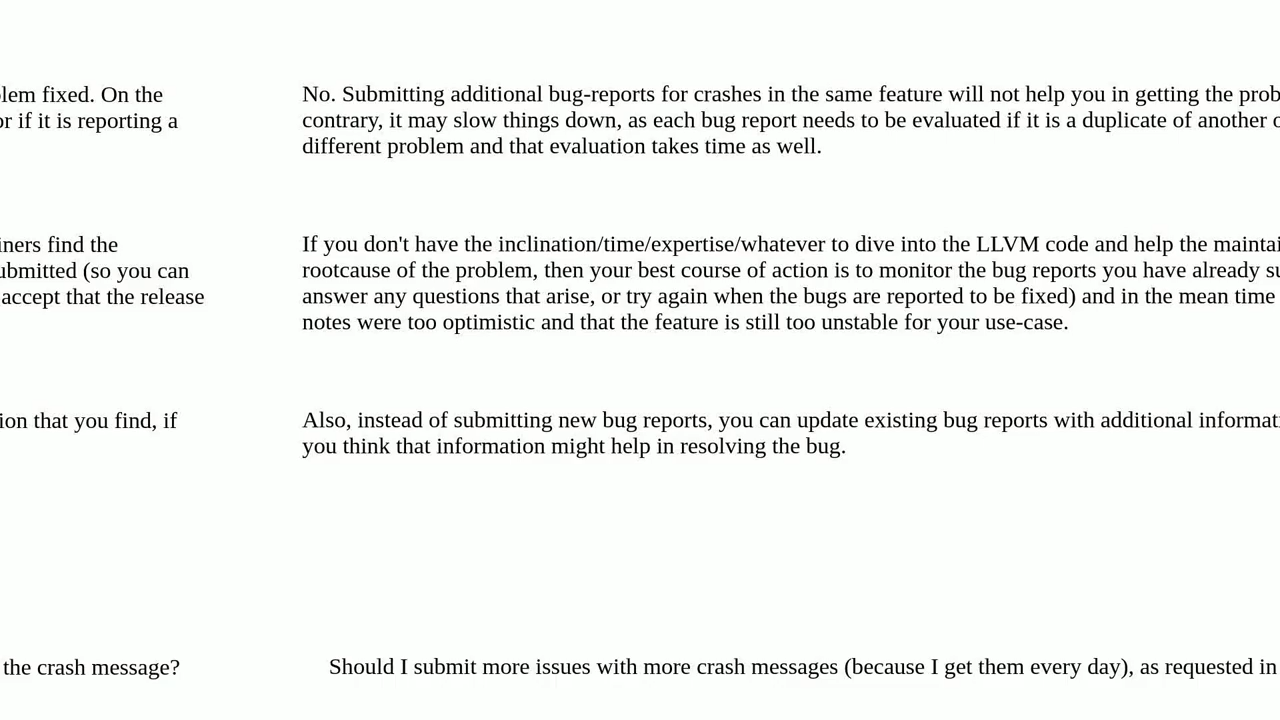 lem fixed. On the
or if it is reporting a
iners find the
ubmitted (so you can
accept that the release
ion that you find, if
the crash message?
No. Submitting additional bug-reports for crashes in the same feature will not help you in getting the prob
contrary, it may slow things down, as each bug report needs to be evaluated if it is a duplicate of another o
different problem and that evaluation takes time as well.
If you don't have the inclination/time/expertise/whatever to dive into the LLVM code and help the maintai
rootcause of the problem, then your best course of action is to monitor the bug reports you have already su
answer any questions that arise, or try again when the bugs are reported to be fixed) and in the mean time
notes were too optimistic and that the feature is still too unstable for your use-case.
Also, instead of submitting new bug reports, you can update existing bug reports with additional informati
you think that information might help in resolving the bug.
Should I submit more issues with more crash messages (because I get them every day), as requested in